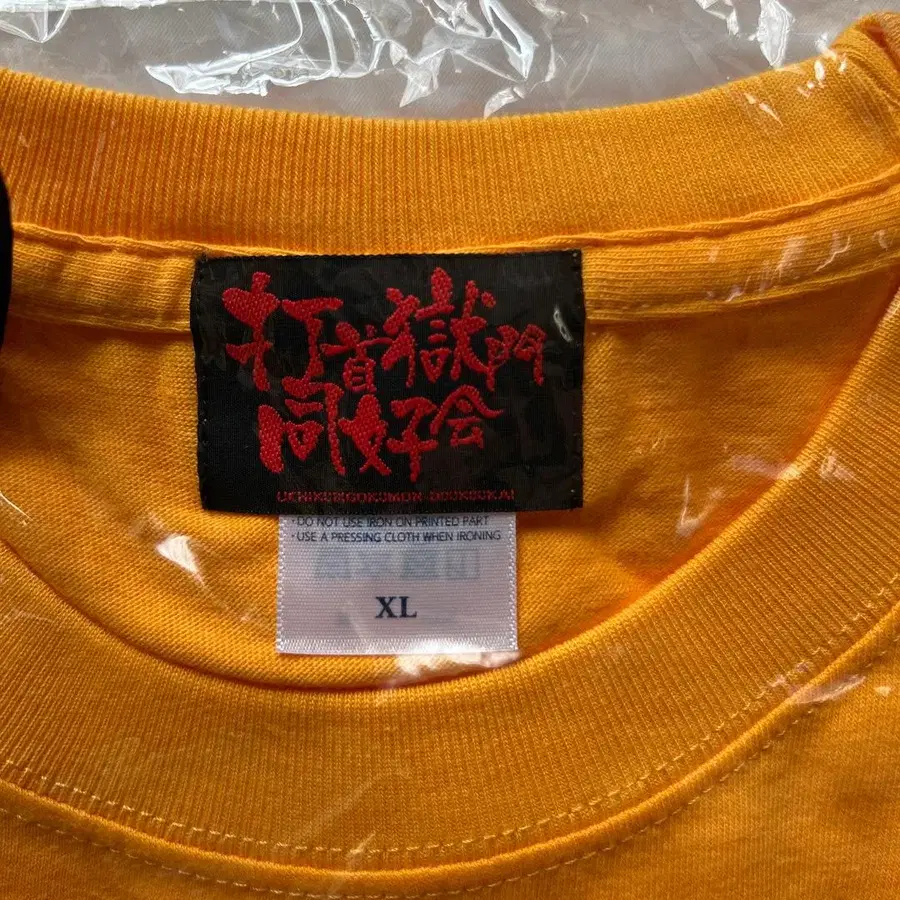 打首獄門
同好会
UCHIKUBIGOKUMON-DOUKOUKAI
・DO NOT USE IRON ON PRINTED PART
・USE A PRESSING CLOTH WHEN IRONING
XL